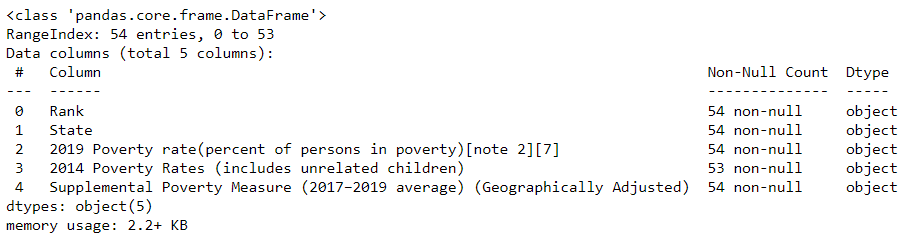 <class 'pandas.core.frame.DataFrame'>
RangeIndex: 54 entries, 0 to 53
Data columns (total 5 columns):
 #   Column                                                                          Non-Null Count  Dtype
---  ------                                                                          --------------  -----
 0   Rank                                                                            54 non-null     object
 1   State                                                                           54 non-null     object
 2   2019 Poverty rate(percent of persons in poverty)[note 2][7]                     54 non-null     object
 3   2014 Poverty Rates (includes unrelated children)                                53 non-null     object
 4   Supplemental Poverty Measure (2017–2019 average) (Geographically Adjusted)  54 non-null     object
dtypes: object(5)
memory usage: 2.2+ KB